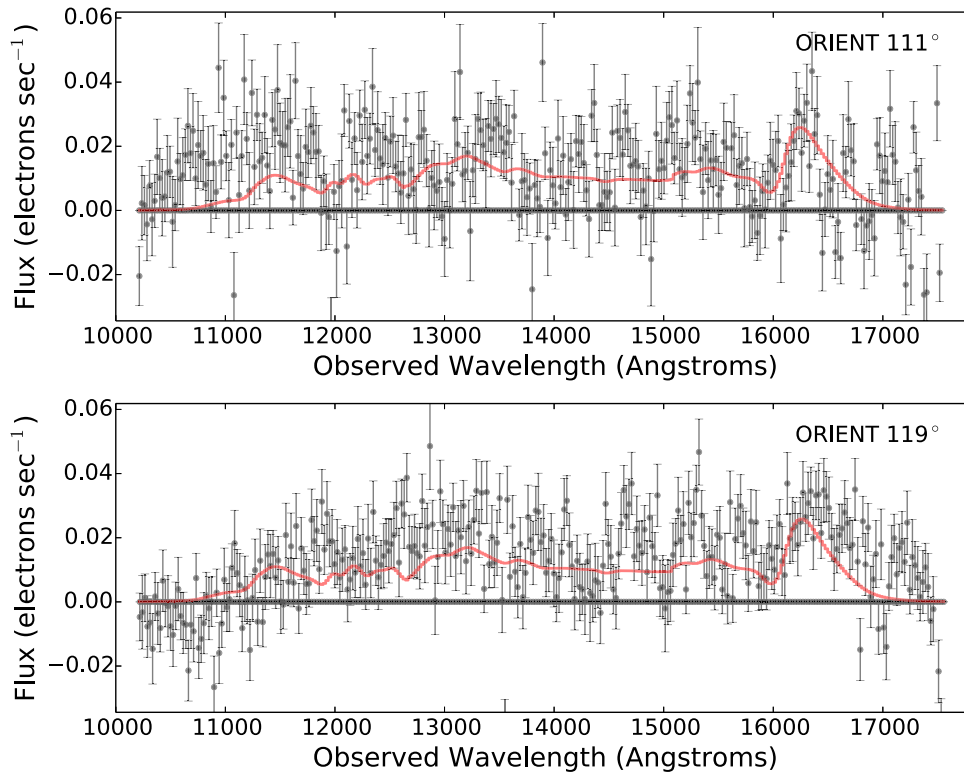 0.06
0.04
0.02
0.00
−0.02
Flux (electrons sec⁻¹)
ORIENT 111°
10000 11000 12000 13000 14000 15000 16000 17000
Observed Wavelength (Angstroms)
0.06
0.04
0.02
0.00
−0.02
Flux (electrons sec⁻¹)
ORIENT 119°
10000 11000 12000 13000 14000 15000 16000 17000
Observed Wavelength (Angstroms)